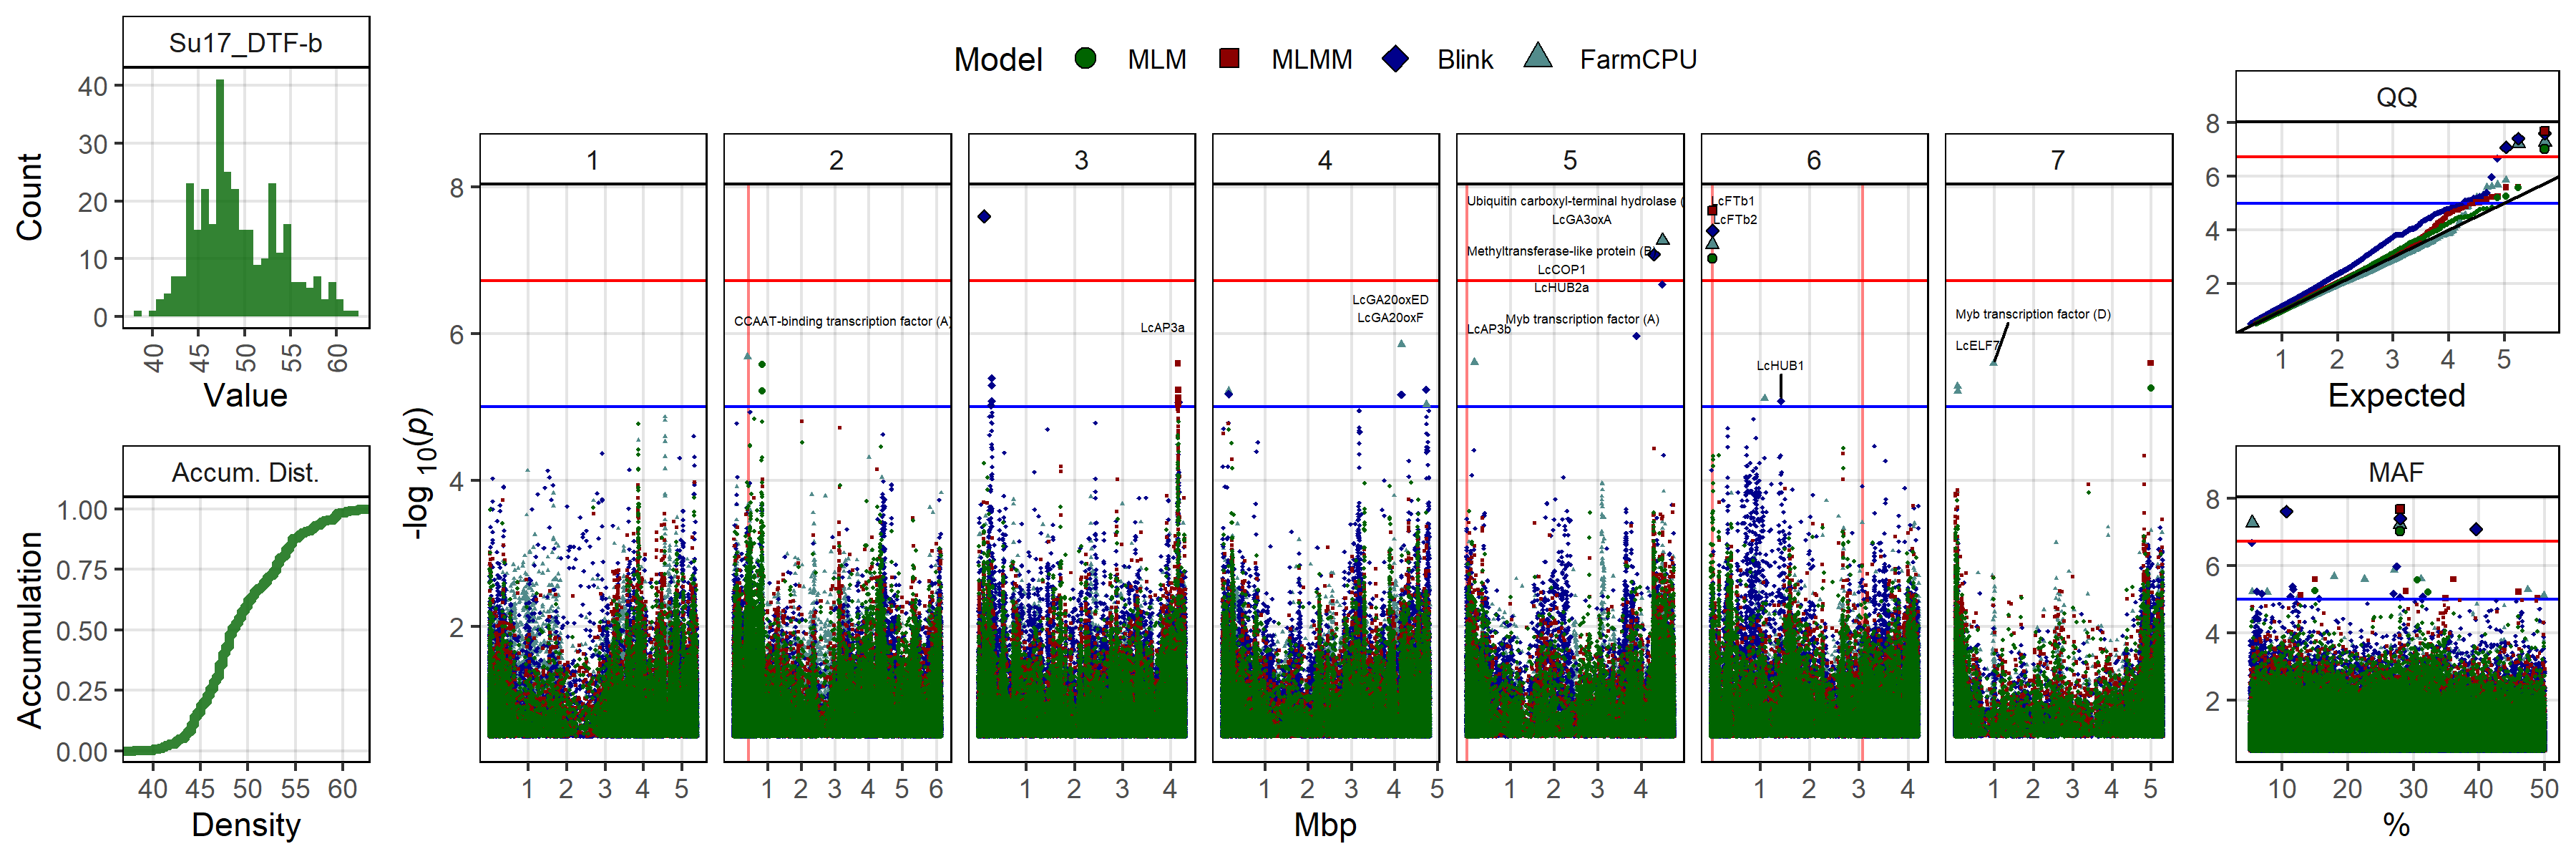 Su17_DTF-b
Count
40
30
20
10
0
40 45 50 55 60
Value
Accum. Dist.
Accumulation
1.00
0.75
0.50
0.25
0.00
40 45 50 55 60
Density
Model MLM MLMM Blink FarmCPU
-log 10(p)
8
6
4
2
1
2
3
4
5
6
7
CCAAT-binding transcription factor (A)
LcAP3a
LcGA20oxED
LcGA20oxF
Ubiquitin carboxyl-terminal hydrolase (
LcGA3oxA
Methyltransferase-like protein (B
LcCOP1
LcHUB2a
LcAP3b
Myb transcription factor (A)
LcFTb1
LcFTb2
LcHUB1
Myb transcription factor (D)
LcELF7
1 2 3 4 5
1 2 3 4 5 6
1 2 3 4
1 2 3 4 5
1 2 3 4
1 2 3 4
1 2 3 4 5
Mbp
QQ
8
6
4
2
1 2 3 4 5
Expected
MAF
8
6
4
2
10 20 30 40 50
%